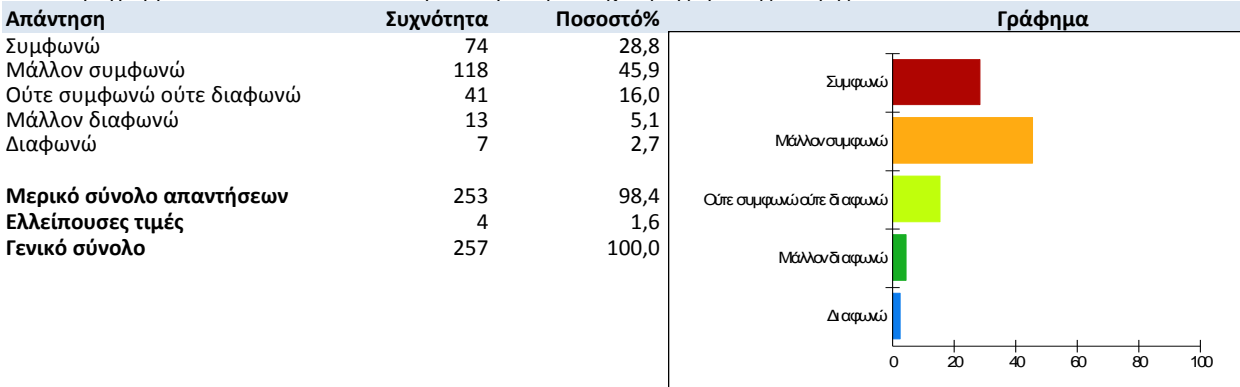 Απάντηση Συχνότητα Ποσοστό% Γράφημα
Συμφωνώ 74 28,8
Μάλλον συμφωνώ 118 45,9
Ούτε συμφωνώ ούτε διαφωνώ 41 16,0
Μάλλον διαφωνώ 13 5,1
Διαφωνώ 7 2,7
Μερικό σύνολο απαντήσεων 253 98,4
Ελλείπουσες τιμές 4 1,6
Γενικό σύνολο 257 100,0
Συμφωνώ
Μάλλον συμφωνώ
Ούτε συμφωνώ ούτε διαφωνώ
Μάλλον διαφωνώ
Διαφωνώ
0 20 40 60 80 100